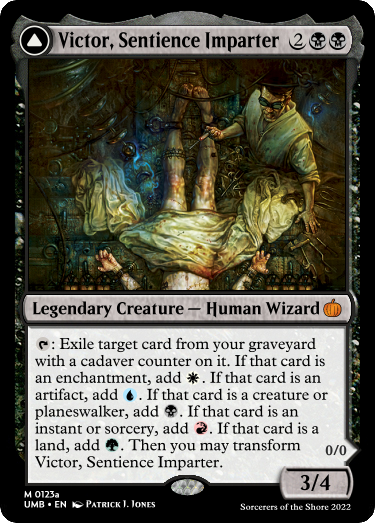 Victor, Sentience Imparter 2
Legendary Creature — Human Wizard
: Exile target card from your graveyard
with a cadaver counter on it. If that card is
an enchantment, add . If that card is an
artifact, add . If that card is a creature or
planeswalker, add . If that card is an
instant or sorcery, add . If that card is a
land, add . Then you may transform
Victor, Sentience Imparter.
0/0
3/4
M 0123a
UMB • EN PATRICK J. JONES
Sorcerers of the Shore 2022